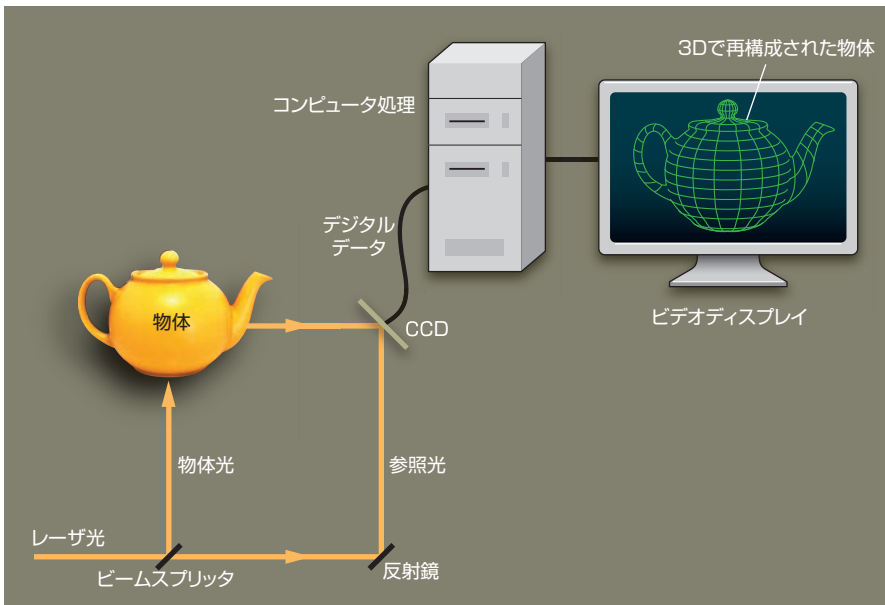 3Dで再構成された物体
コンピュータ処理
デジタル
データ
物体
CCD
ビデオディスプレイ
物体光
参照光
レーザ光
ビームスプリッタ
反射鏡